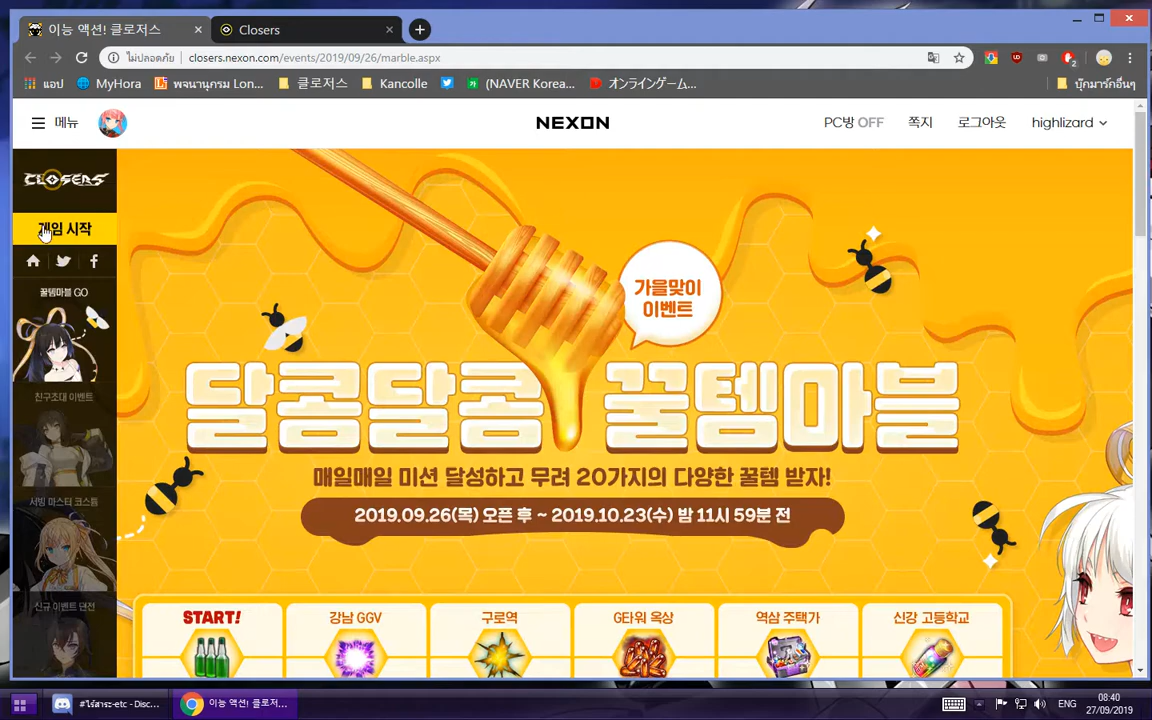 이능 액션! 클로저스
Closers
ไม่ปลอดภัย
closers.nexon.com/events/2019/09/26/marble.aspx
แอป
MyHora
พจนานุกรม Lon...
클로저스
Kancolle
(NAVER Korea...
オンラインゲーム...
บุ๊กมาร์กอื่นๆ
메뉴
NEXON
PC방 OFF
쪽지
로그아웃
highlizard
CLOSERS
게임 시작
꿀템마블 GO
친구초대 이벤트
서빙 마스터 코스튬
신규 이벤트 던전
가을맞이
이벤트
달콤달콤 꿀템마블
매일매일 미션 달성하고 무려 20가지의 다양한 꿀템 받자!
2019.09.26(목) 오픈 후 ~ 2019.10.23(수) 밤 11시 59분 전
START!
강남 GGV
구로역
G타워 옥상
역삼 주택가
신강 고등학교
#ไร้สาระ-etc - Disc...
이능 액션! 클로저...
ENG
08:40
27/09/2019